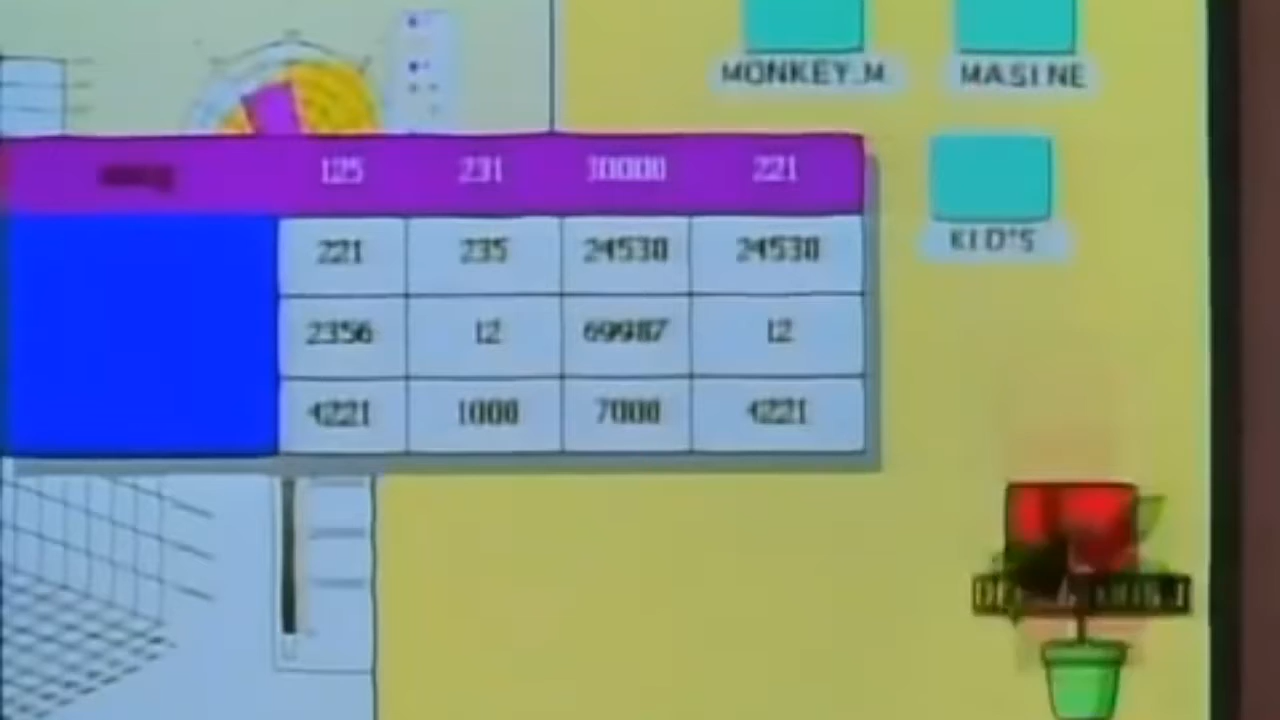 MONKEY.M MASINE
125 231 30000 221
KID'S
221 235 24530 24530
2356 12 69987 12
4221 1000 7000 4221